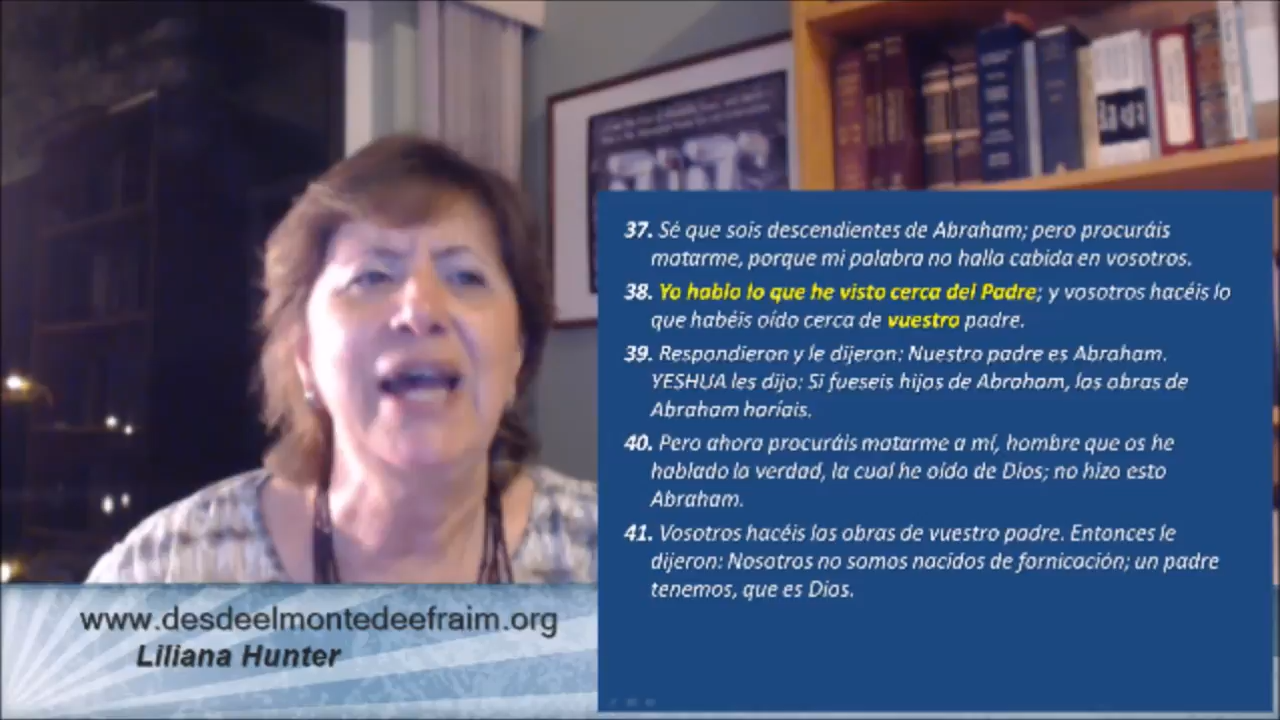 37. Sé que sois descendientes de Abraham; pero procuráis
matarme, porque mi palabra no halla cabida en vosotros.
38. Yo hablo lo que he visto cerca del Padre; y vosotros hacéis lo
que habéis oído cerca de vuestro padre.
39. Respondieron y le dijeron: Nuestro padre es Abraham.
YESHUA les dijo: Si fueseis hijos de Abraham, las obras de
Abraham haríais.
40. Pero ahora procuráis matarme a mí, hombre que os he
hablado la verdad, la cual he oído de Dios; no hizo esto
Abraham.
41. Vosotros hacéis las obras de vuestro padre. Entonces le
dijeron: Nosotros no somos nacidos de fornicación; un padre
tenemos, que es Dios.
www.desdeelmontedeefraim.org
Liliana Hunter